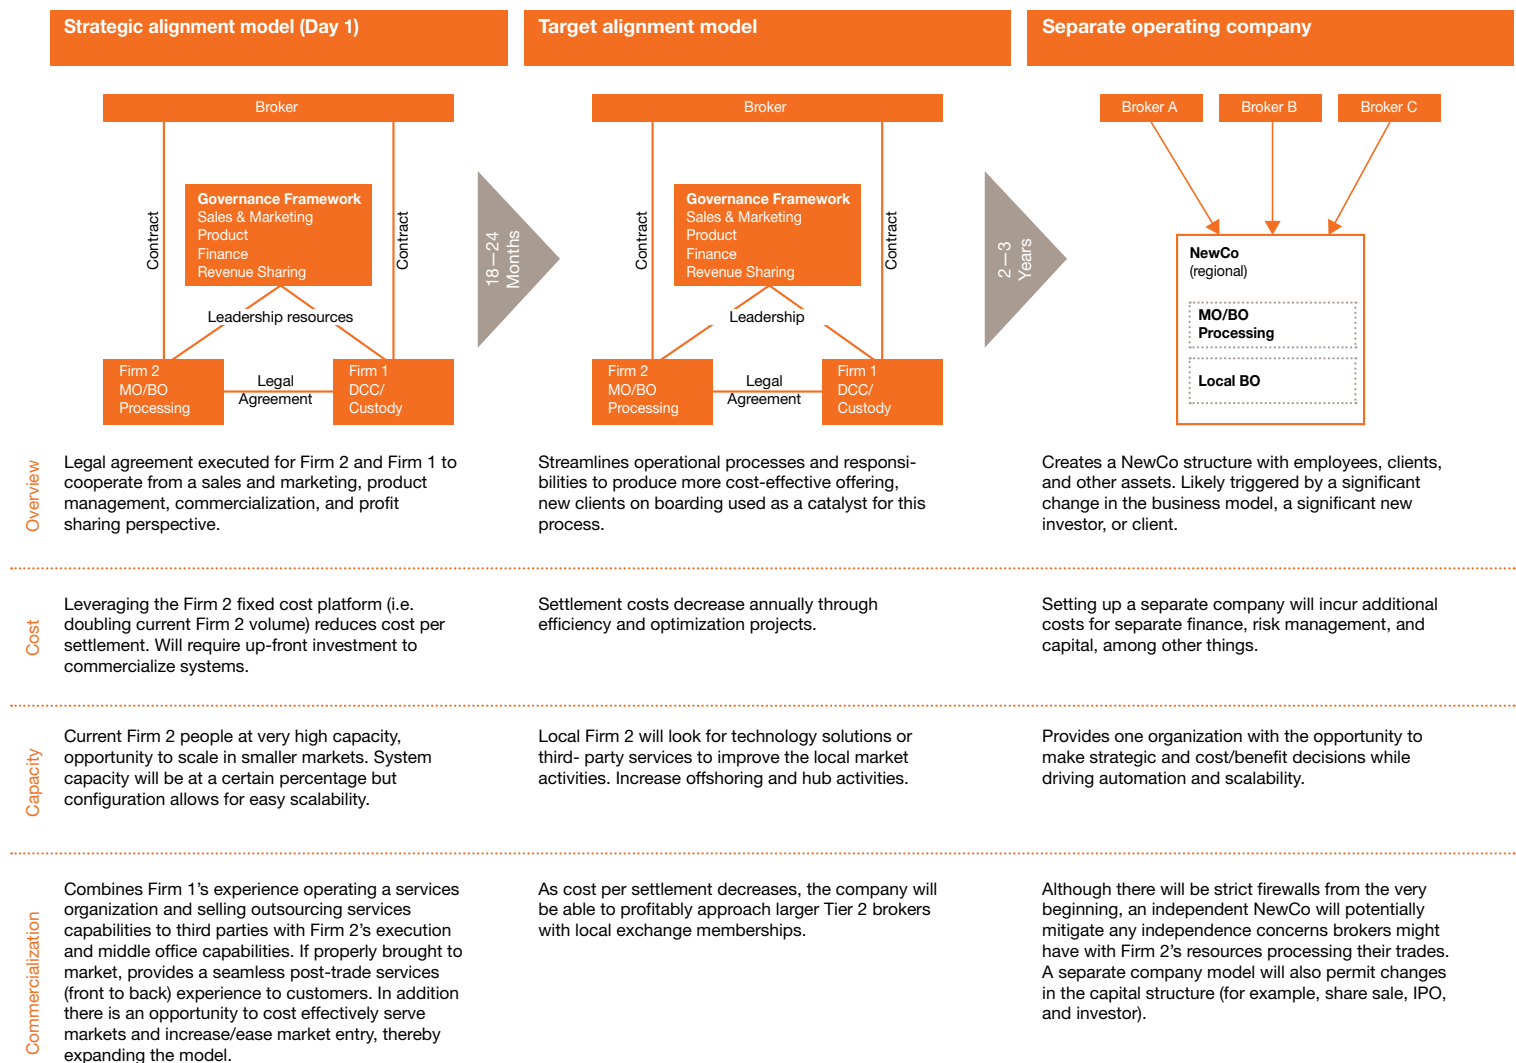 Strategic alignment model (Day 1)
Target alignment model
Separate operating company
Broker
Contract
Governance Framework
Sales & Marketing
Product
Finance
Revenue Sharing
Contract
Leadership resources
Firm 2
MO/BO
Processing
Legal
Agreement
Firm 1
DCC/
Custody
18—24
Months
Broker
Contract
Governance Framework
Sales & Marketing
Product
Finance
Revenue Sharing
Contract
Leadership
Firm 2
MO/BO
Processing
Legal
Agreement
Firm 1
DCC/
Custody
2—3
Years
Broker A
Broker B
Broker C
NewCo
(regional)
MO/BO
Processing
Local BO
Overview
Legal agreement executed for Firm 2 and Firm 1 to
cooperate from a sales and marketing, product
management, commercialization, and profit
sharing perspective.
Streamlines operational processes and responsi-
bilities to produce more cost-effective offering,
new clients on boarding used as a catalyst for this
process.
Creates a NewCo structure with employees, clients,
and other assets. Likely triggered by a significant
change in the business model, a significant new
investor, or client.
Cost
Leveraging the Firm 2 fixed cost platform (i.e.
doubling current Firm 2 volume) reduces cost per
settlement. Will require up-front investment to
commercialize systems.
Settlement costs decrease annually through
efficiency and optimization projects.
Setting up a separate company will incur additional
costs for separate finance, risk management, and
capital, among other things.
Capacity
Current Firm 2 people at very high capacity,
opportunity to scale in smaller markets. System
capacity will be at a certain percentage but
configuration allows for easy scalability.
Local Firm 2 will look for technology solutions or
third- party services to improve the local market
activities. Increase offshoring and hub activities.
Provides one organization with the opportunity to
make strategic and cost/benefit decisions while
driving automation and scalability.
Commercialization
Combines Firm 1's experience operating a services
organization and selling outsourcing services
capabilities to third parties with Firm 2's execution
and middle office capabilities. If properly brought to
market, provides a seamless post-trade services
(front to back) experience to customers. In addition
there is an opportunity to cost effectively serve
markets and increase/ease market entry, thereby
expanding the model.
As cost per settlement decreases, the company will
be able to profitably approach larger Tier 2 brokers
with local exchange memberships.
Although there will be strict firewalls from the very
beginning, an independent NewCo will potentially
mitigate any independence concerns brokers might
have with Firm 2's resources processing their trades.
A separate company model will also permit changes
in the capital structure (for example, share sale, IPO,
and investor).